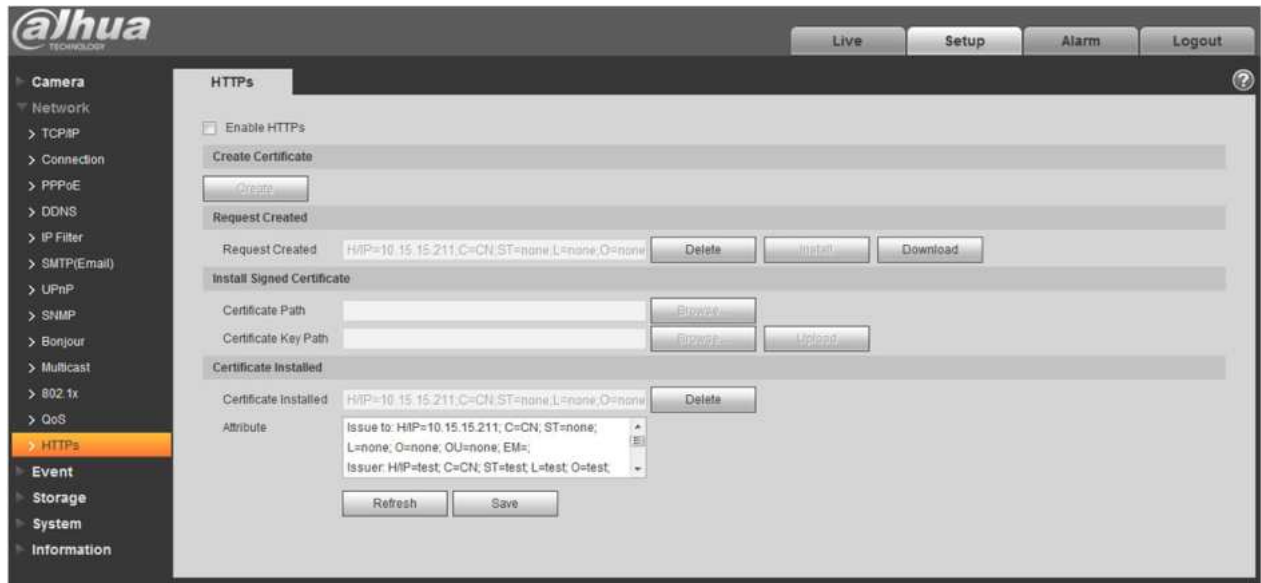 alhua
TECHNOLOGY
Live Setup Alarm Logout
Camera
Network
TCP/IP
Connection
PPPoE
DDNS
IP Filter
SMTP(Email)
UPnP
SNMP
Bonjour
Multicast
802.1x
QoS
HTTPs
Event
Storage
System
Information
HTTPs
Enable HTTPs
Create Certificate
Create
Request Created
Request Created H/IP=10.15.15.211;C=CN;ST=none;L=none;O=none Delete Install Download
Install Signed Certificate
Certificate Path Browse...
Certificate Key Path Browse... Upload
Certificate Installed
Certificate Installed H/IP=10.15.15.211;C=CN;ST=none;L=none;O=none Delete
Attribute
Issue to: H/IP=10.15.15.211; C=CN; ST=none;
L=none; O=none; OU=none; EM=;
Issuer: H/IP=test; C=CN; ST=test; L=test; O=test;
Refresh Save